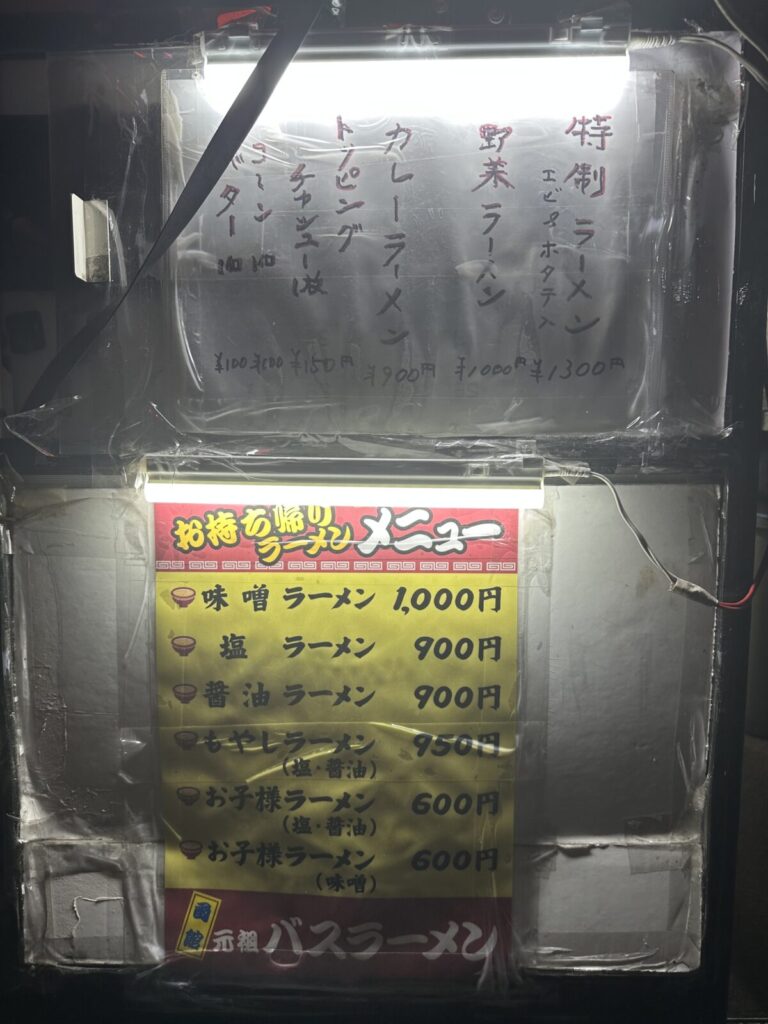 特制ラーメン
エビ&ホタテ入
¥1300円
野菜ラーメン
¥1000円
カレーラーメン
¥900円
トッピング
チャシュー1枚
¥150円
コーン
¥100
バター
¥100
お持ち帰り
ラーメン
メニュー
味噌ラーメン 1,000円
塩 ラーメン 900円
醤油ラーメン 900円
もやしラーメン 950円
(塩・醤油)
お子様ラーメン 600円
(塩・醤油)
お子様ラーメン 600円
(味噌)
函館 元祖 バスラーメン